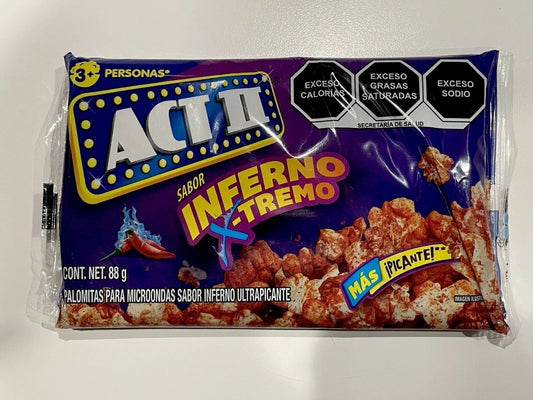 3+ PERSONAS*
ACT II
EXCESO
CALORÍAS
EXCESO
GRASAS
SATURADAS
EXCESO
SODIO
SECRETARÍA DE SALUD
SABOR
INFERNO
X-TREMO
MÁS ¡PICANTE!**
CONT. NET. 88 g
PALOMITAS PARA MICROONDAS SABOR INFERNO ULTRAPICANTE
IMAGEN